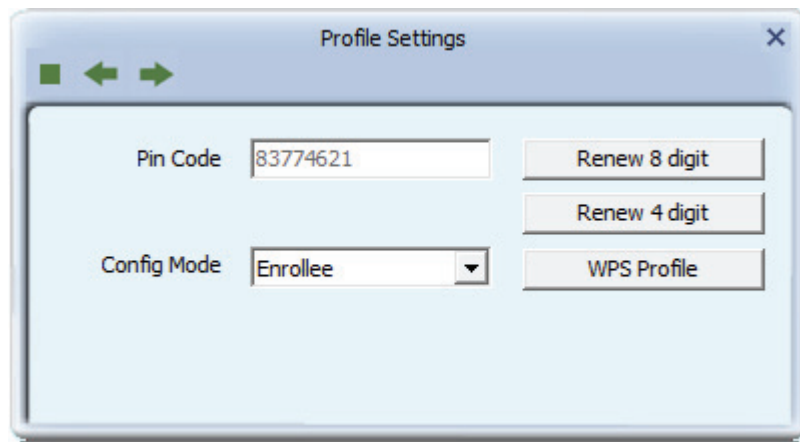 Profile Settings
Pin Code 83774621 Renew 8 digit
Renew 4 digit
Config Mode Enrollee WPS Profile